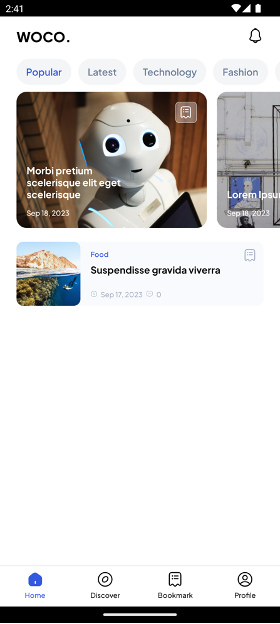 2:41
WOCO.
Popular
Latest
Technology
Fashion
Morbi pretium
scelerisque elit eget
scelerisque
Sep 18, 2023
Lorem Ipsu
Sep 18, 2023
Food
Suspendisse gravida viverra
Sep 17, 2023
0
Home
Discover
Bookmark
Profile